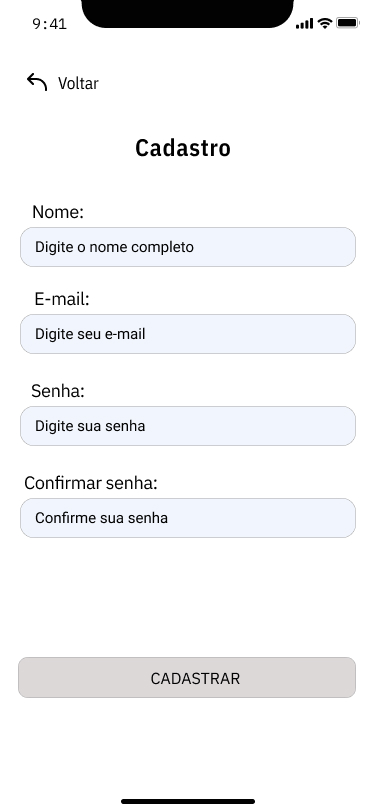 9:41
Voltar
Cadastro
Nome:
Digite o nome completo
E-mail:
Digite seu e-mail
Senha:
Digite sua senha
Confirmar senha:
Confirme sua senha
CADASTRAR